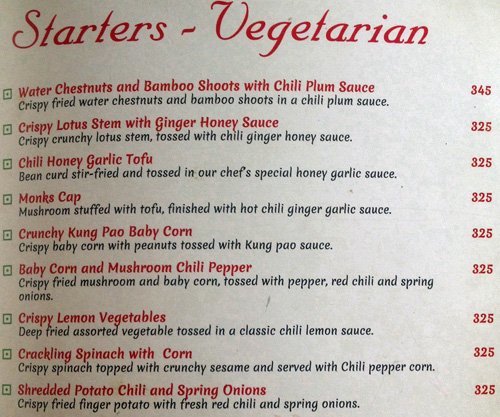 Starters - Vegetarian
Water Chestnuts and Bamboo Shoots with Chili Plum Sauce 345
Crispy fried water chestnuts and bamboo shoots in a chili plum sauce.
Crispy Lotus Stem with Ginger Honey Sauce 325
Crispy crunchy lotus stem, tossed with chili ginger honey sauce.
Chili Honey Garlic Tofu 325
Bean curd stir-fried and tossed in our chef's special honey garlic sauce.
Monks Cap 325
Mushroom stuffed with tofu, finished with hot chili ginger garlic sauce.
Crunchy Kung Pao Baby Corn 325
Crispy baby corn with peanuts tossed with Kung pao sauce.
Baby Corn and Mushroom Chili Pepper 325
Crispy fried mushroom and baby corn, tossed with pepper, red chili and spring
onions.
Crispy Lemon Vegetables 325
Deep fried assorted vegetable tossed in a classic chili lemon sauce.
Crackling Spinach with Corn 325
Crispy spinach topped with crunchy sesame and served with Chili pepper corn.
Shredded Potato Chili and Spring Onions 325
Crispy fried finger potato with fresh red chili and spring onions.